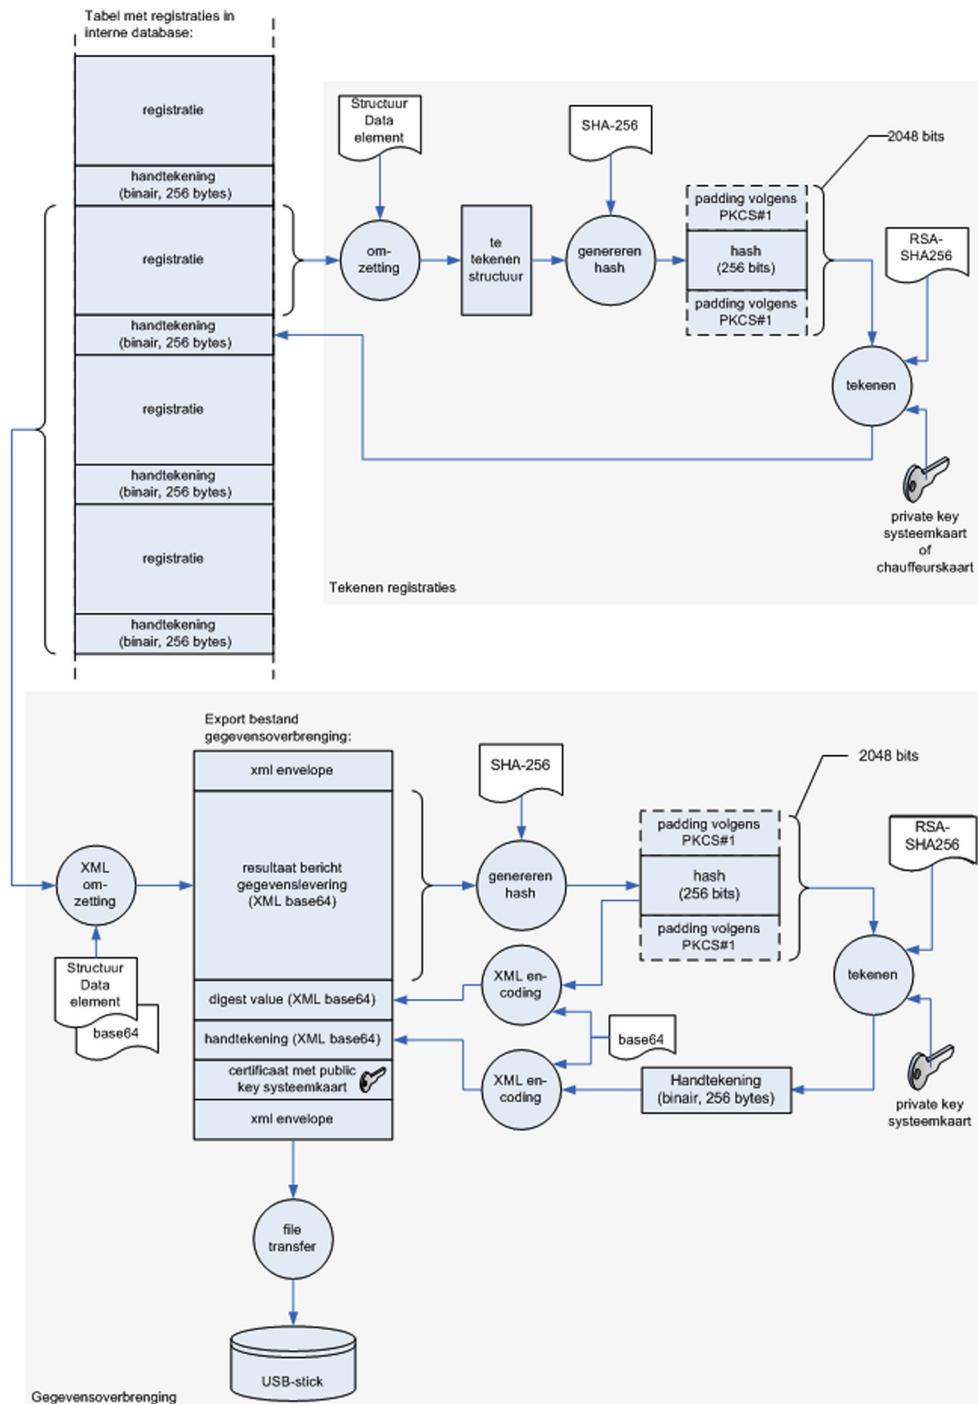 Tabel met registraties in
interne database:
registratie
handtekening
(binair, 256 bytes)
registratie
handtekening
(binair, 256 bytes)
registratie
handtekening
(binair, 256 bytes)
registratie
handtekening
(binair, 256 bytes)
Structuur
Data
element
SHA-256
2048 bits
om-
zetting
te
tekenen
structuur
genereren
hash
padding volgens
PKCS#1
hash
(256 bits)
padding volgens
PKCS#1
RSA-
SHA256
tekenen
private key
systeemkaart
of
chauffeurskaart
Tekenen registraties
Export bestand
gegevensoverbrenging:
xml envelope
resultaat bericht
gegevenslevering
(XML base64)
digest value (XML base64)
handtekening (XML base64)
certificaat met public
key systeemkaart
xml envelope
XML
om-
zetting
Structuur
Data
element
base64
SHA-256
genereren
hash
2048 bits
padding volgens
PKCS#1
hash
(256 bits)
padding volgens
PKCS#1
RSA-
SHA256
tekenen
XML en-
coding
base64
XML en-
coding
Handtekening
(binair, 256 bytes)
private key
systeemkaart
file
transfer
USB-stick
Gegevensoverbrenging